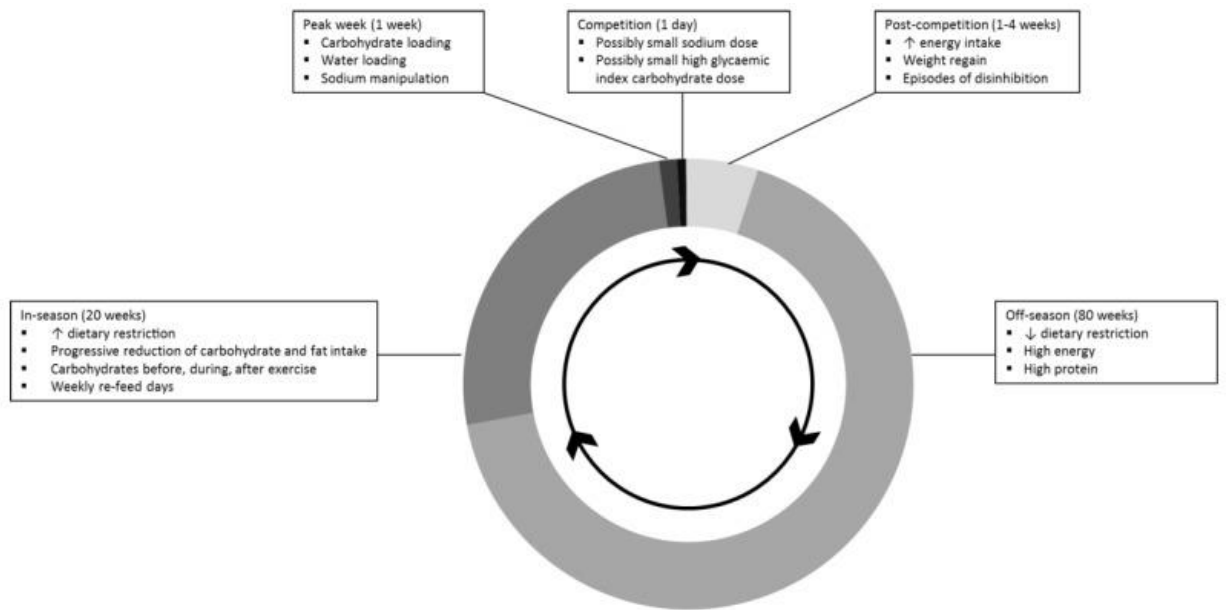 Peak week (1 week)
▪ Carbohydrate loading
▪ Water loading
▪ Sodium manipulation
Competition (1 day)
▪ Possibly small sodium dose
▪ Possibly small high glycaemic
index carbohydrate dose
Post-competition (1-4 weeks)
▪ ↑ energy intake
▪ Weight regain
▪ Episodes of disinhibition
In-season (20 weeks)
▪ ↑ dietary restriction
▪ Progressive reduction of carbohydrate and fat intake
▪ Carbohydrates before, during, after exercise
▪ Weekly re-feed days
Off-season (80 weeks)
▪ ↓ dietary restriction
▪ High energy
▪ High protein